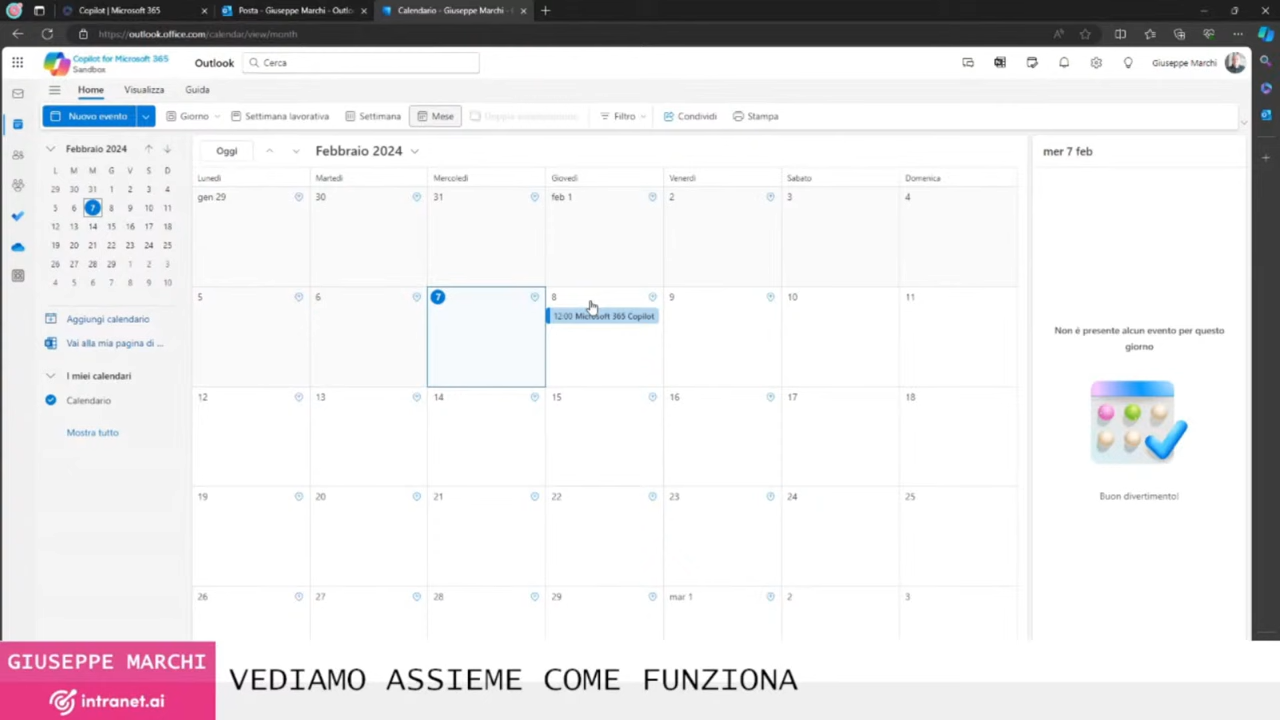 Copilot | Microsoft 365
Posta - Giuseppe Marchi - Outlo
Calendario - Giuseppe Marchi -
https://outlook.office.com/calendar/view/month
Copilot for Microsoft 365
Sandbox
Outlook
Cerca
Giuseppe Marchi
Home
Visualizza
Guida
Nuovo evento
Giorno
Settimana lavorativa
Settimana
Mese
Filtro
Condividi
Stampa
Febbraio 2024
L M M G V S D
29 30 31 1 2 3 4
5 6 7 8 9 10 11
12 13 14 15 16 17 18
19 20 21 22 23 24 25
26 27 28 29 1 2 3
4 5 6 7 8 9 10
Aggiungi calendario
Vai alla mia pagina di ...
I miei calendari
Calendario
Mostra tutto
Oggi
Febbraio 2024
Lunedì Martedì Mercoledì Giovedì Venerdì Sabato Domenica
gen 29 30 31 feb 1 2 3 4
5 6 7 8 9 10 11
12:00 Microsoft 365 Copilot
12 13 14 15 16 17 18
19 20 21 22 23 24 25
26 27 28 29 mar 1 2 3
mer 7 feb
Non è presente alcun evento per questo
giorno
Buon divertimento!
GIUSEPPE MARCHI
intranet.ai
VEDIAMO ASSIEME COME FUNZIONA